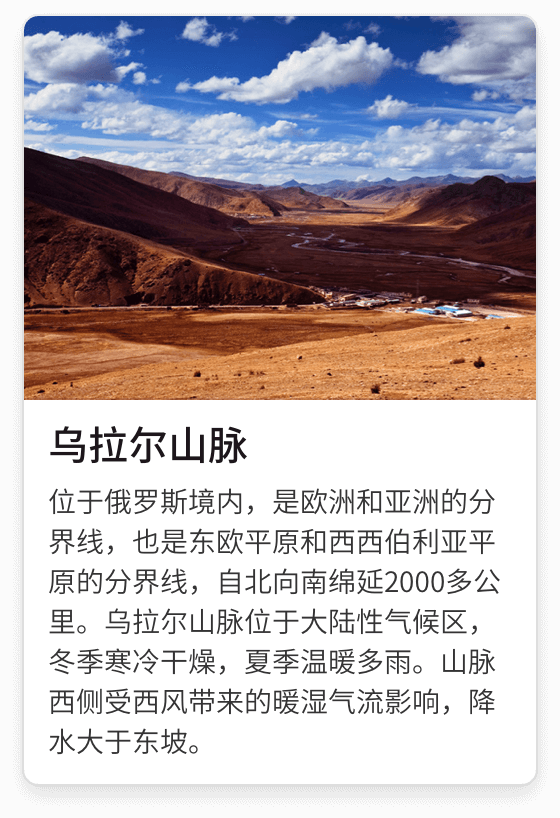 乌拉尔山脉
位于俄罗斯境内，是欧洲和亚洲的分
界线，也是东欧平原和西西伯利亚平
原的分界线，自北向南绵延2000多公
里。乌拉尔山脉位于大陆性气候区，
冬季寒冷干燥，夏季温暖多雨。山脉
西侧受西风带来的暖湿气流影响，降
水大于东坡。